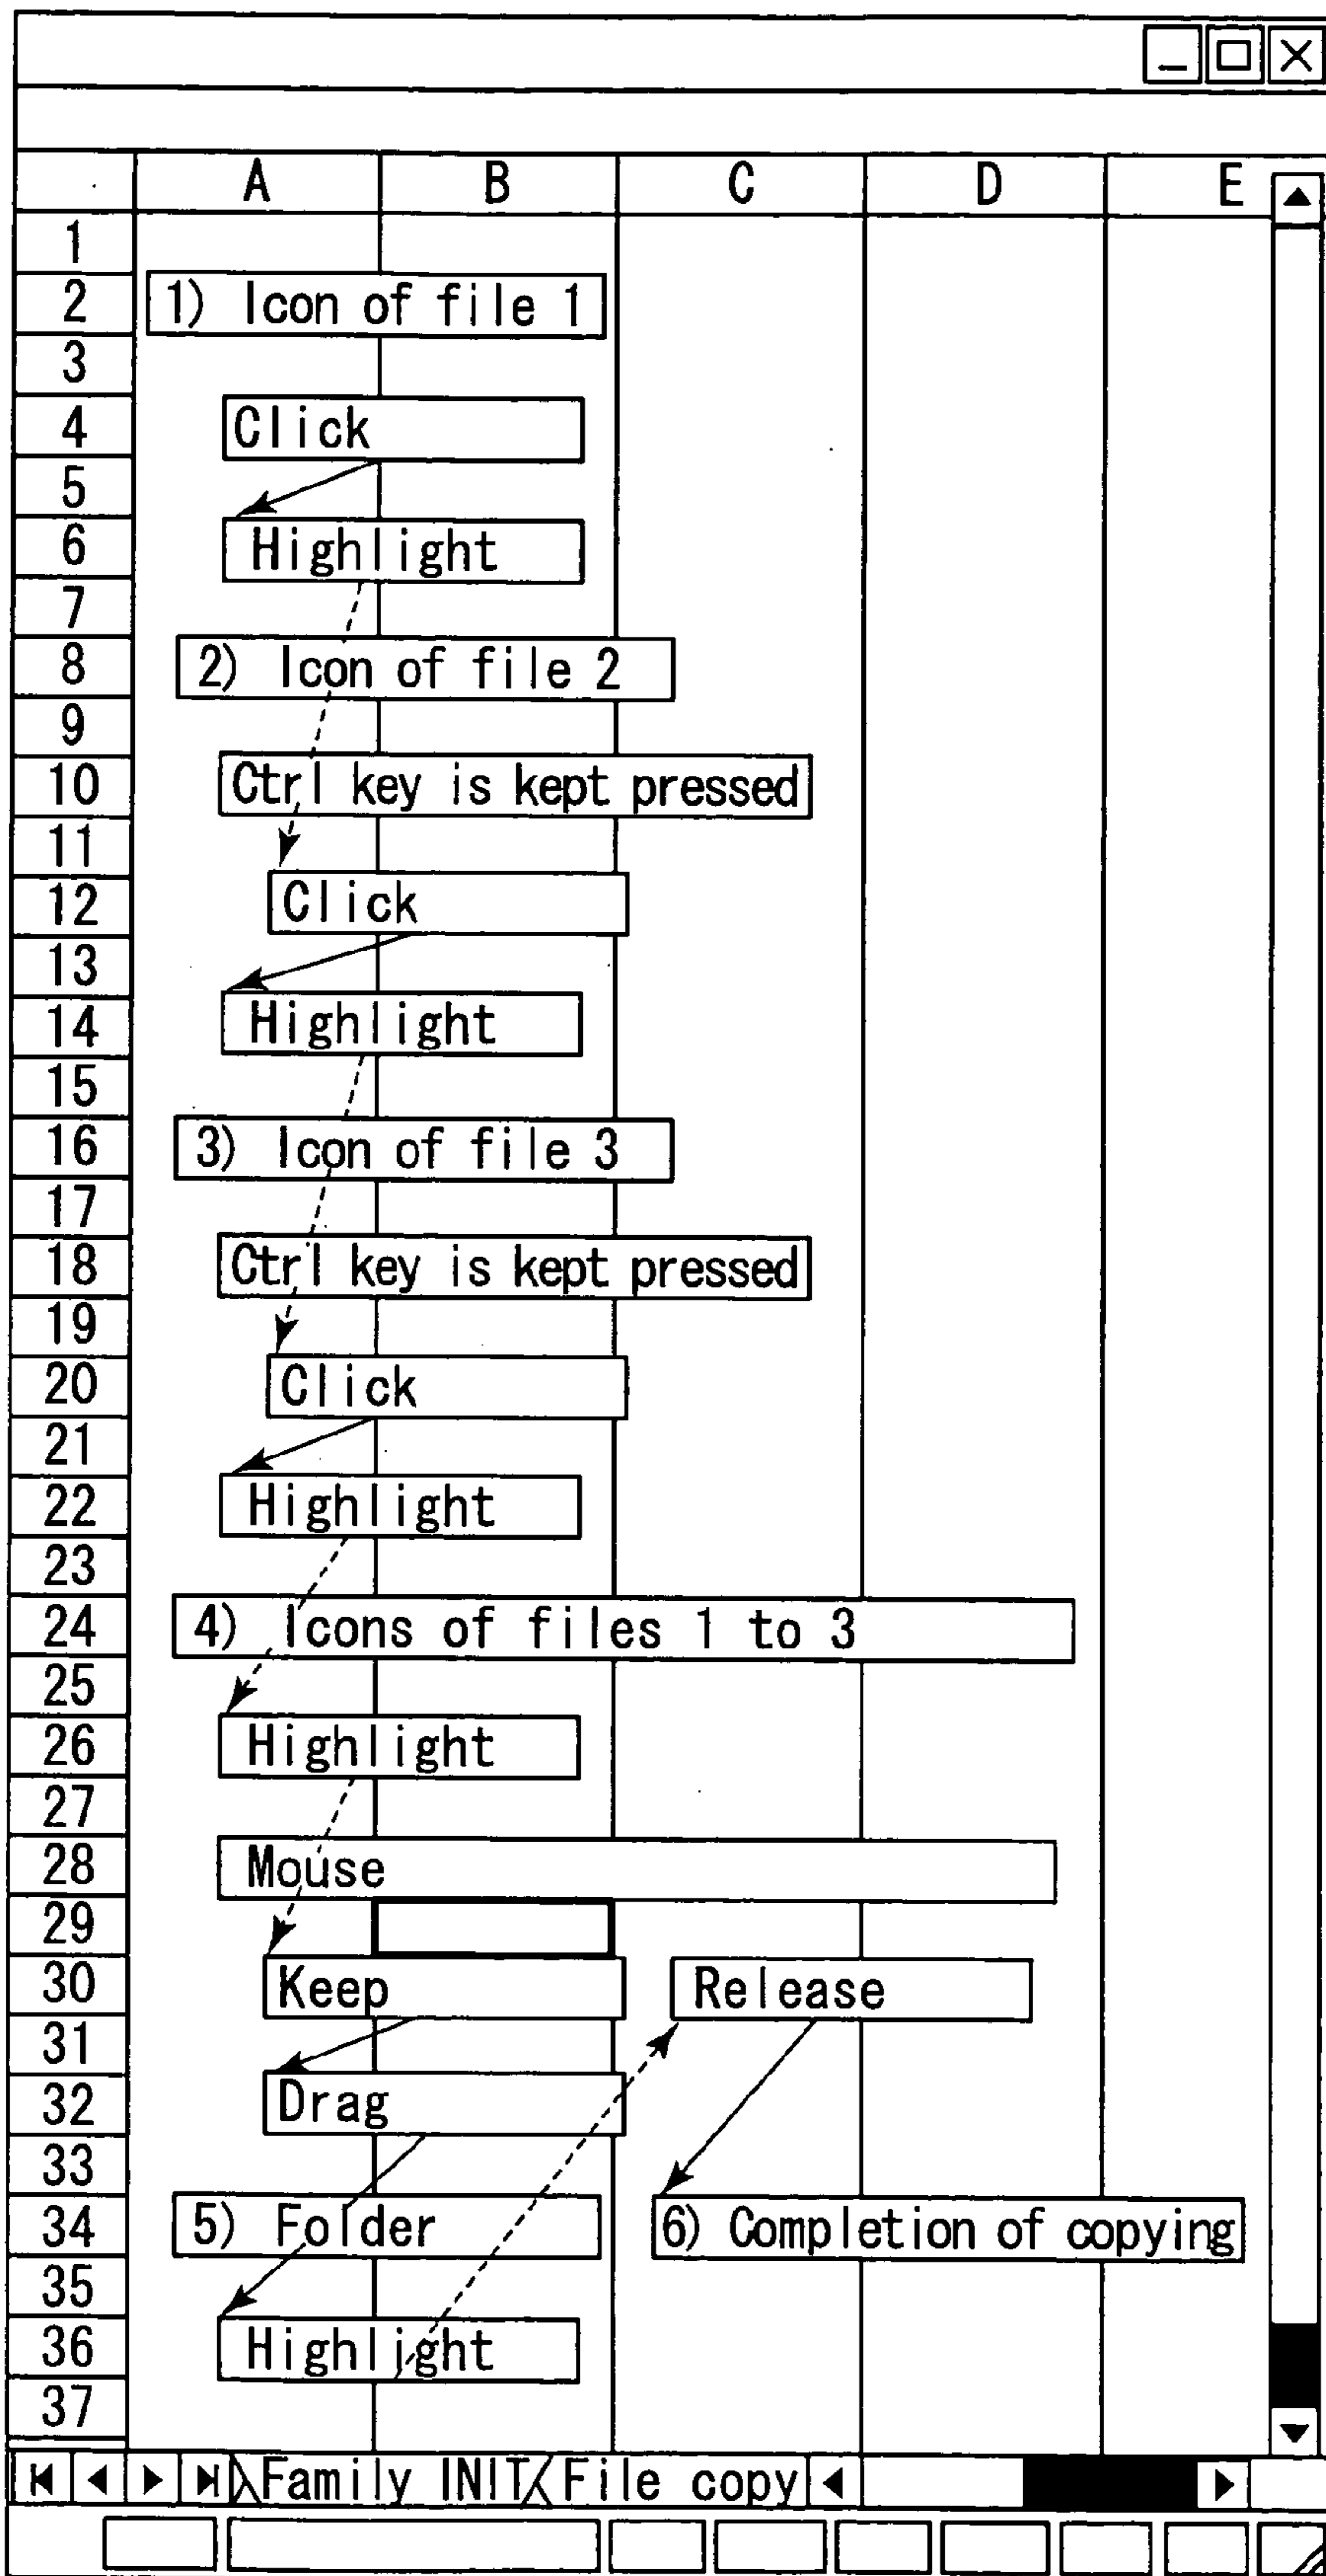 A B C D E
1
2 1) Icon of file 1
3
4 Click
5
6 Highlight
7
8 2) Icon of file 2
9
10 Ctrl key is kept pressed
11
12 Click
13
14 Highlight
15
16 3) Icon of file 3
17
18 Ctrl key is kept pressed
19
20 Click
21
22 Highlight
23
24 4) Icons of files 1 to 3
25
26 Highlight
27
28 Mouse
29
30 Keep Release
31
32 Drag
33
34 5) Folder 6) Completion of copying
35
36 Highlight
37
Family INIT File copy